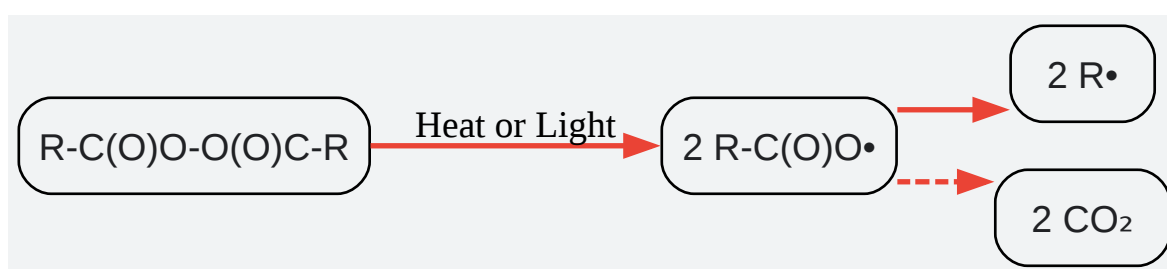 R-C(O)O-O(O)C-R
Heat or Light
2 R-C(O)O•
2 R•
2 CO₂